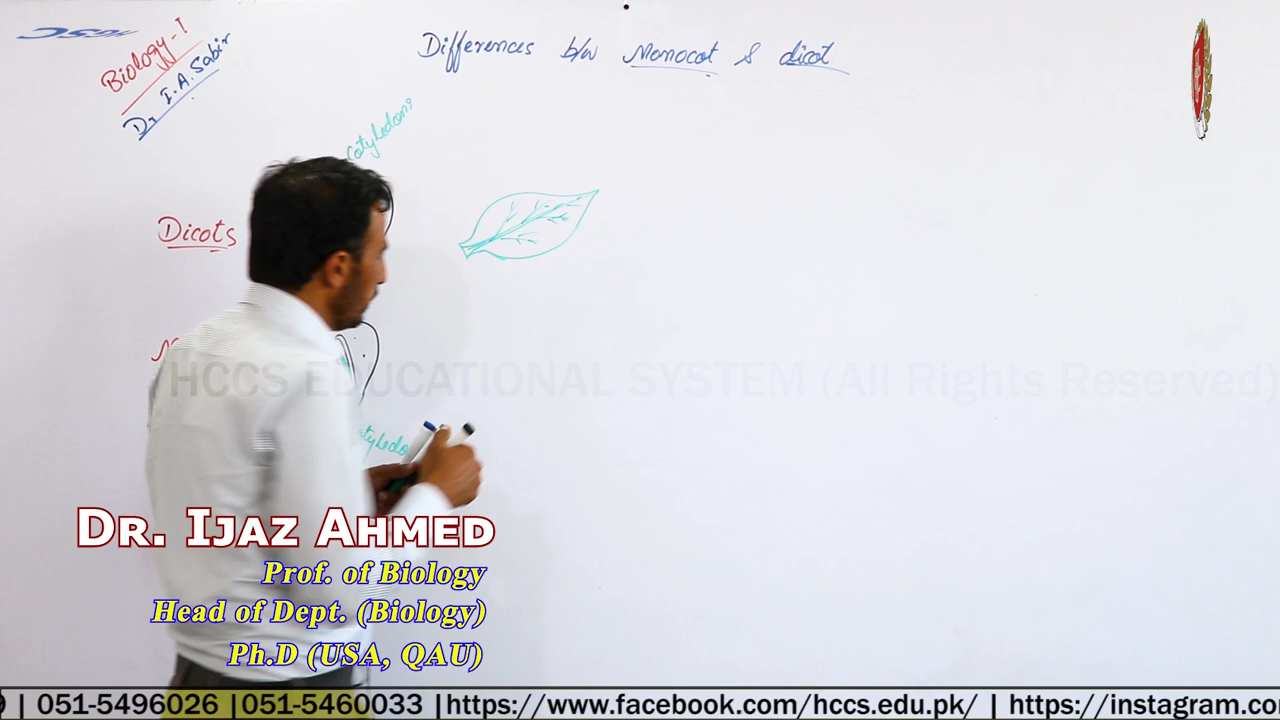 Biology-I
Dr I.A.Sabir
Differences b/w Monocot & dicot
Cotyledons
Dicots
HCCS EDUCATIONAL SYSTEM (All Rights Reserved)
DR. IJAZ AHMED
Prof. of Biology
Head of Dept. (Biology)
Ph.D (USA, QAU)
9 | 051-5496026 |051-5460033 |https://www.facebook.com/hccs.edu.pk/ | https://instagram.co